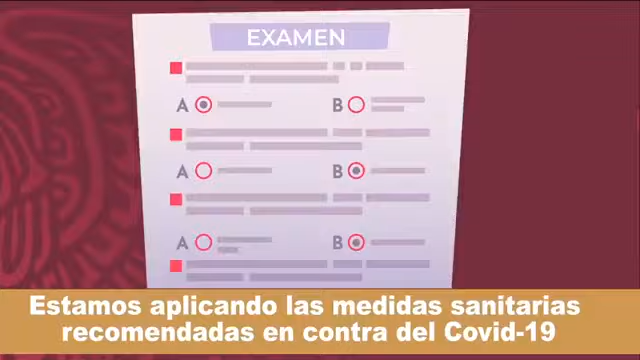 EXAMEN
A B
A B
A B
Estamos aplicando las medidas sanitarias
recomendadas en contra del Covid-19